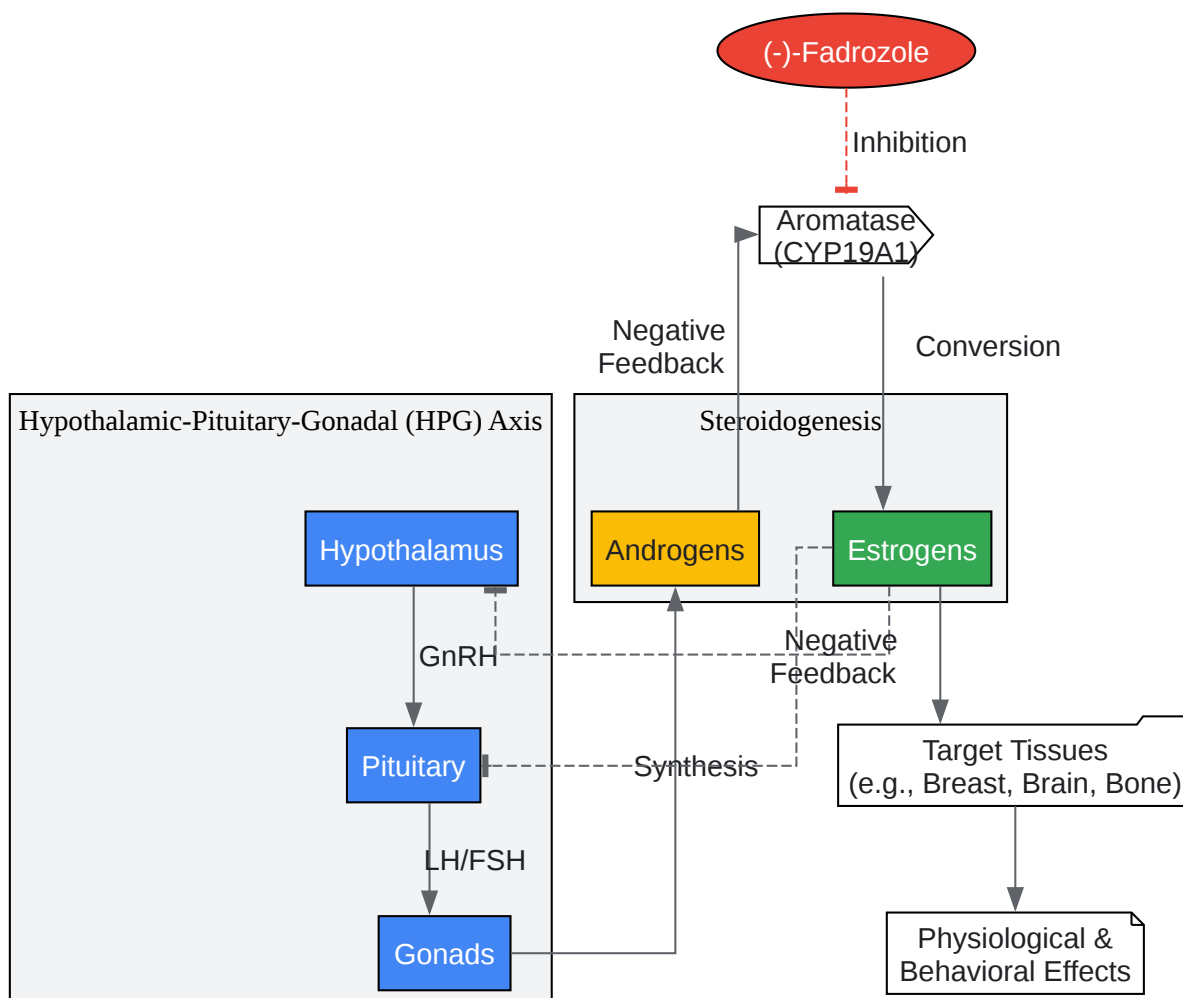 (-)-Fadrozole
Inhibition
Aromatase
(CYP19A1)
Negative
Feedback
Conversion
Hypothalamic-Pituitary-Gonadal (HPG) Axis
Steroidogenesis
Hypothalamus
Androgens
Estrogens
GnRH
Negative
Feedback
Pituitary
Synthesis
Target Tissues
(e.g., Breast, Brain, Bone)
LH/FSH
Gonads
Physiological &
Behavioral Effects